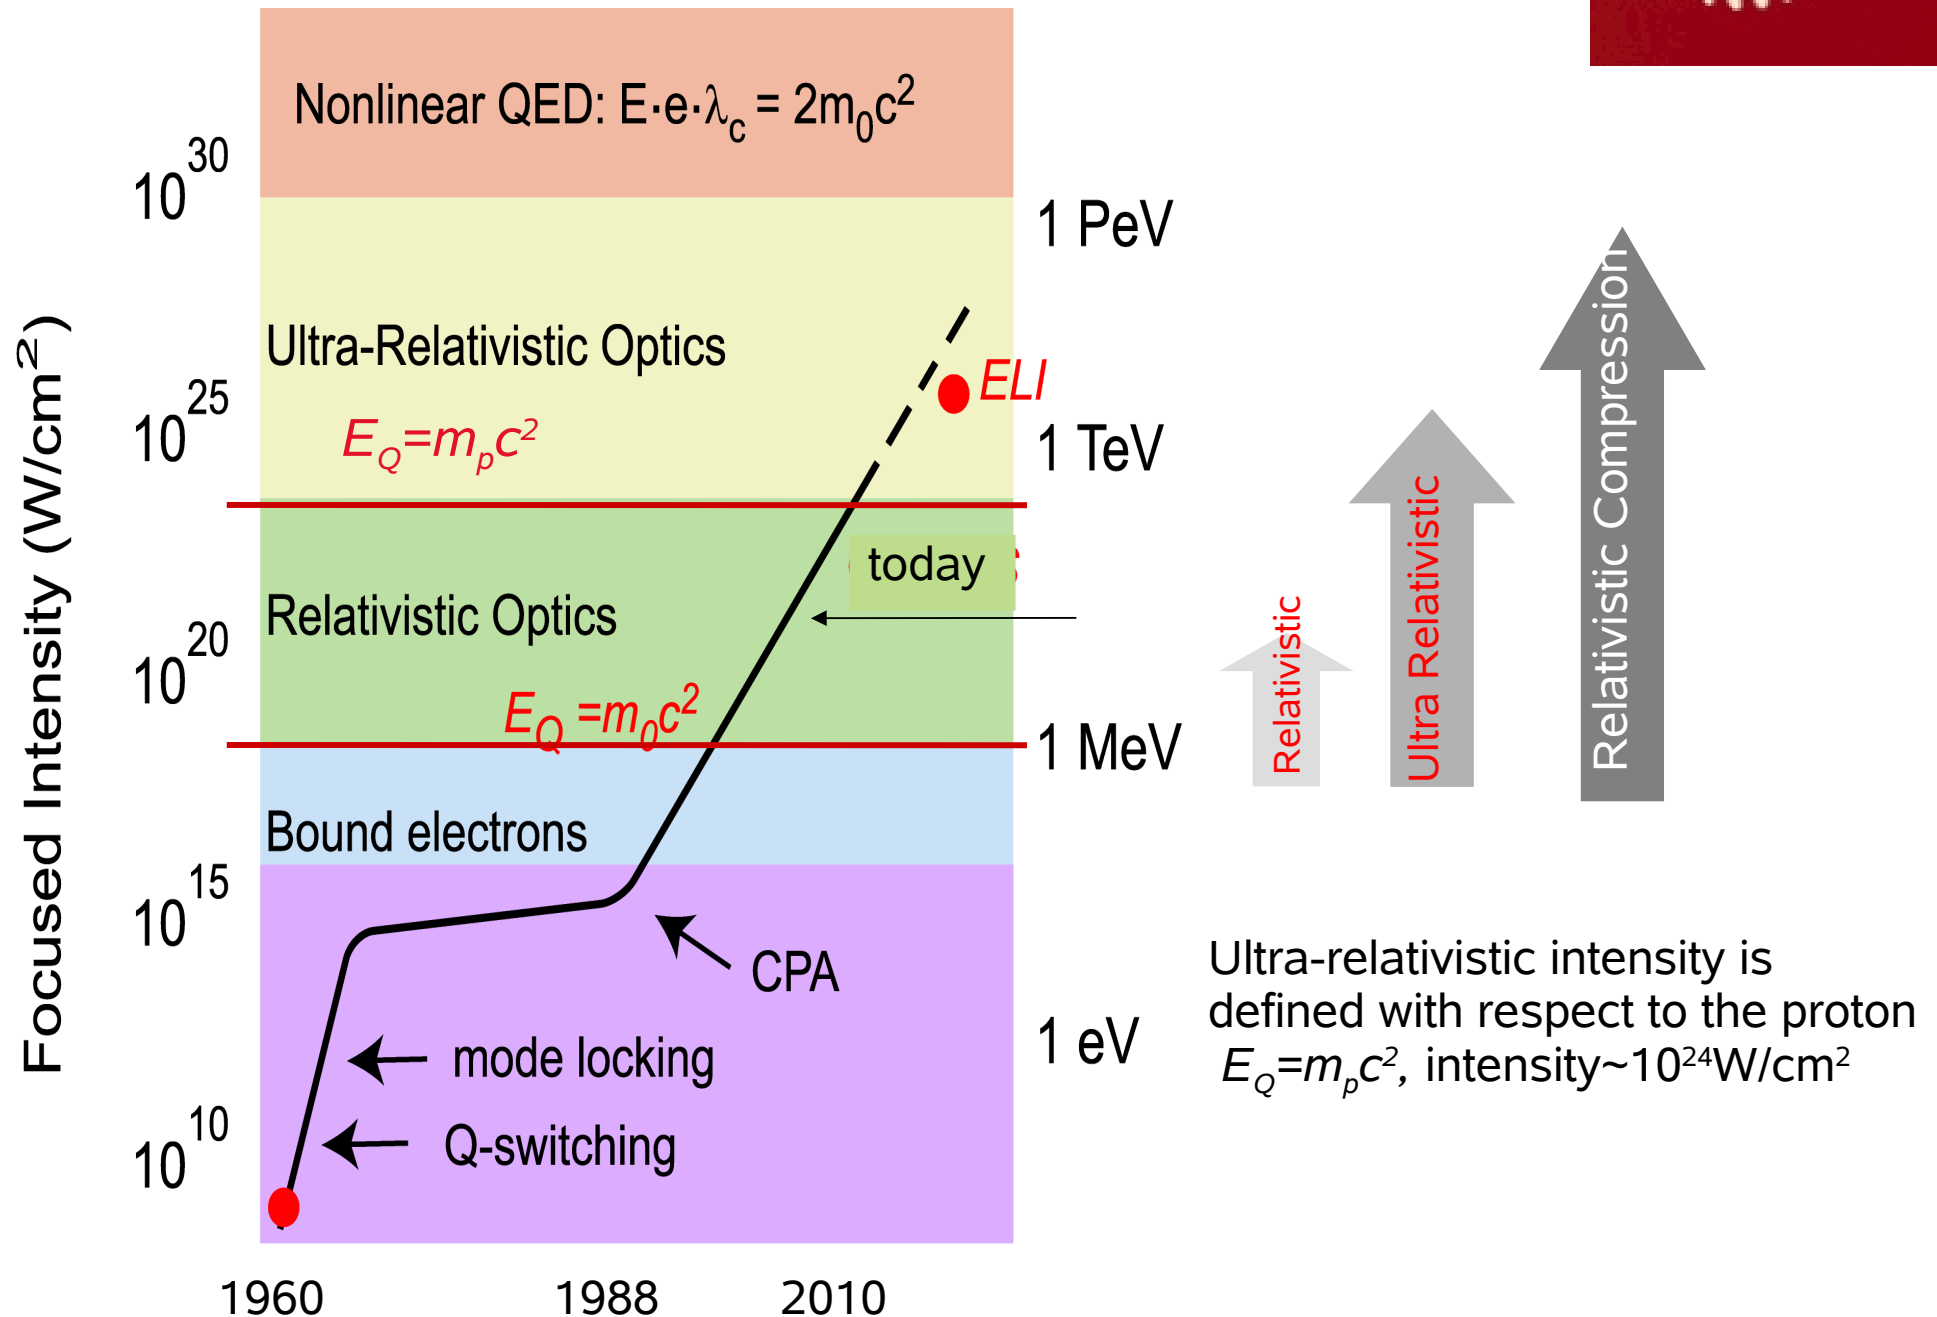 Nonlinear QED: E·e·λc = 2m0c²
10^30
1 PeV
Ultra-Relativistic Optics
ELI
10^25
EQ=mpc²
1 TeV
today
Relativistic Optics
10^20
EQ =m0c²
1 MeV
Bound electrons
10^15
CPA
1 eV
mode locking
10^10
Q-switching
1960
1988
2010
Focused Intensity (W/cm²)
Relativistic
Ultra Relativistic
Relativistic Compression
Ultra-relativistic intensity is
defined with respect to the proton
EQ=mpc², intensity~10²⁴W/cm²